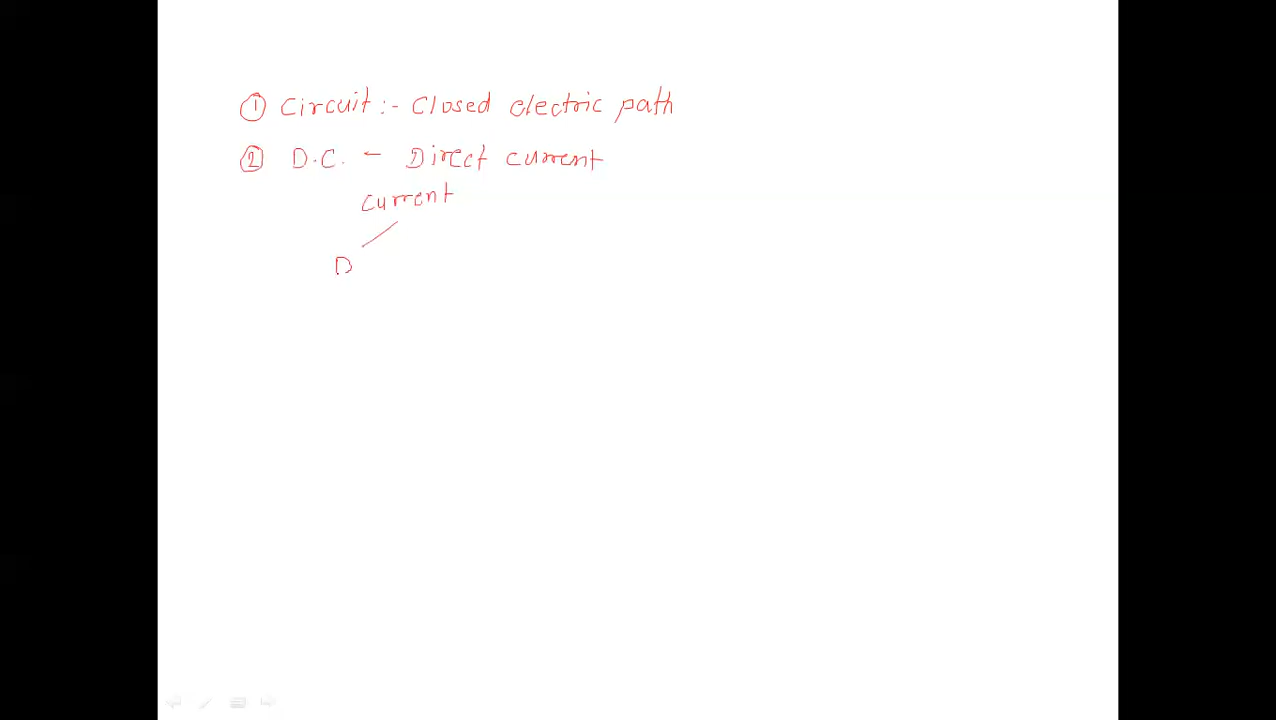 ① Circuit :- Closed electric path
② D.C. - Direct current
current
D